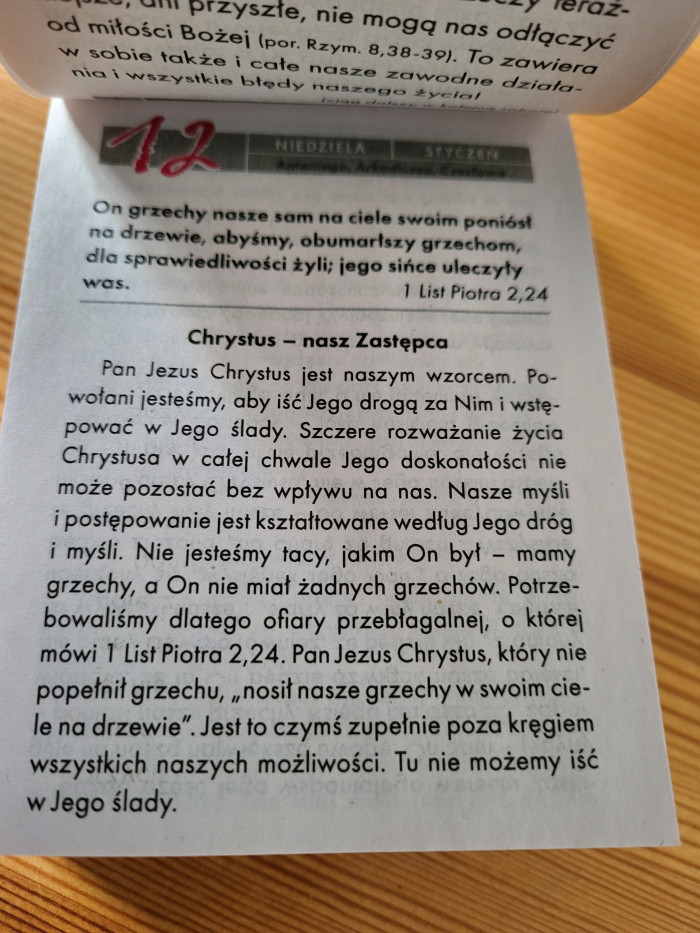 przyszłe, nie mogą nas odłączyć
od miłości Bożej (por. Rzym. 8,38-39). To zawiera
w sobie także i całe nasze zawodne działa-
nia i wszystkie błędy naszego życia!
12 NIEDZIELA STYCZEŃ
Antoniego, Arkadiusza, Czesława
On grzechy nasze sam na ciele swoim poniósł
na drzewie, abyśmy, obumarłszy grzechom,
dla sprawiedliwości żyli; jego sińce uleczyły
was.
1 List Piotra 2,24
Chrystus – nasz Zastępca
Pan Jezus Chrystus jest naszym wzorcem. Po-
wołani jesteśmy, aby iść Jego drogą za Nim i wstę-
pować w Jego ślady. Szczere rozważanie życia
Chrystusa w całej chwale Jego doskonałości nie
może pozostać bez wpływu na nas. Nasze myśli
i postępowanie jest kształtowane według Jego dróg
i myśli. Nie jesteśmy tacy, jakim On był – mamy
grzechy, a On nie miał żadnych grzechów. Potrze-
bowaliśmy dlatego ofiary przebłagalnej, o której
mówi 1 List Piotra 2,24. Pan Jezus Chrystus, który nie
popełnił grzechu, „nosił nasze grzechy w swoim cie-
le na drzewie”. Jest to czymś zupełnie poza kręgiem
wszystkich naszych możliwości. Tu nie możemy iść
w Jego ślady.